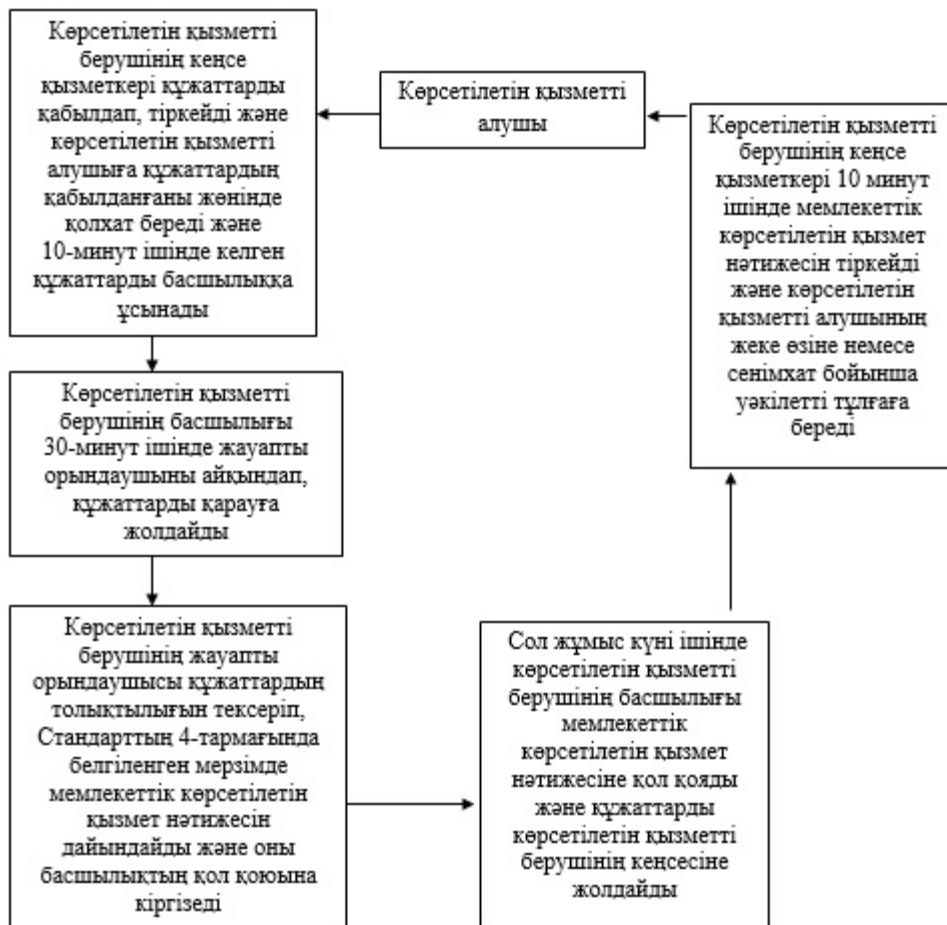 Көрсетілетін қызметті
берушінің кеңсе
қызметкері құжаттарды
қабылдап, тіркейді және
көрсетілетін қызметті
алушыға құжаттардың
қабылданғаны жөнінде
қолхат береді және
10-минут ішінде келген
құжаттарды басшылыққа
ұсынады
Көрсетілетін қызметті
берушінің басшылығы
30-минут ішінде жауапты
орындаушыны айқындап,
құжаттарды қарауға
жолдайды
Көрсетілетін қызметті
берушінің жауапты
орындаушысы құжаттардың
толықтылығын тексеріп,
Стандарттың 4-тармағында
белгіленген мерзімде
мемлекеттік көрсетілетін
қызмет нәтижесін
дайындайды және оны
басшылықтың қол қоюына
кіргізеді
Сол жұмыс күні ішінде
көрсетілетін қызметті
берушінің басшылығы
мемлекеттік
көрсетілетін қызмет
нәтижесіне қол қояды
және құжаттарды
көрсетілетін қызметті
берушінің кеңсесіне
жолдайды
Көрсетілетін қызметті
берушінің кеңсе
қызметкері 10 минут
ішінде мемлекеттік
көрсетілетін қызмет
нәтижесін тіркейді
және көрсетілетін
қызметті алушының
жеке өзіне немесе
сенімхат бойынша
уәкілетті тұлғаға
береді
Көрсетілетін қызметті
алушы